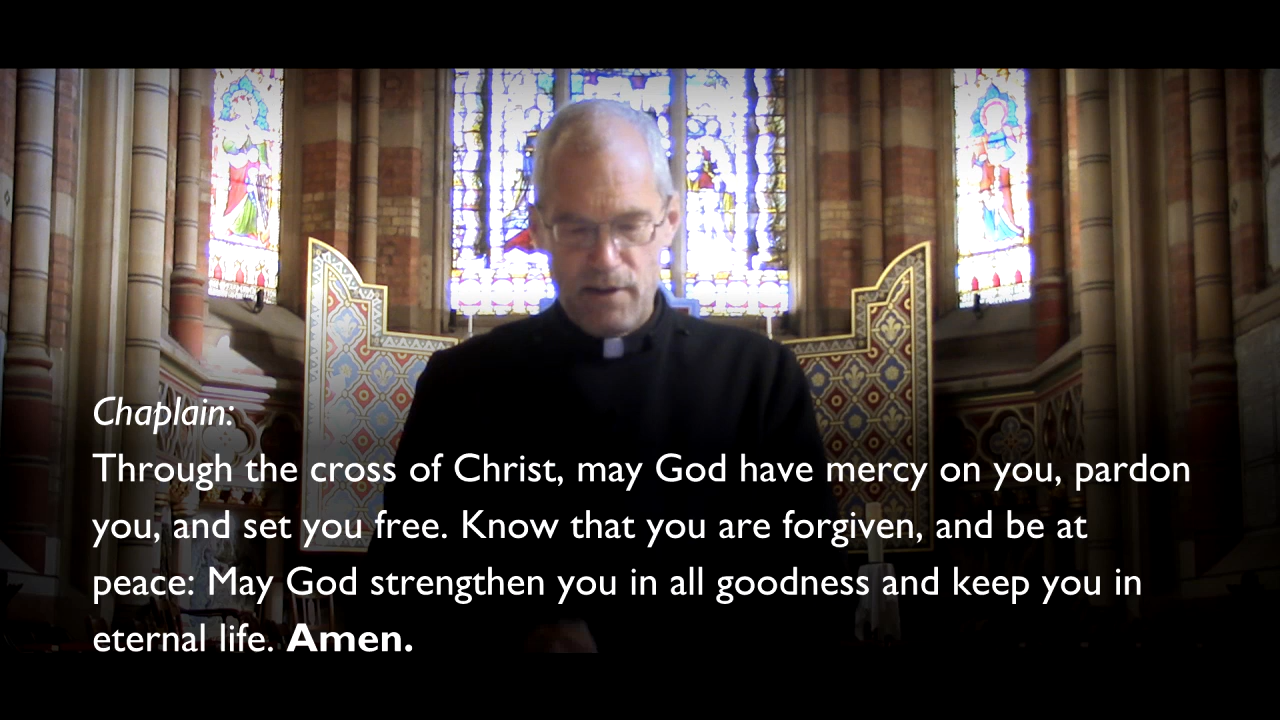 Chaplain:
Through the cross of Christ, may God have mercy on you, pardon
you, and set you free. Know that you are forgiven, and be at
peace: May God strengthen you in all goodness and keep you in
eternal life. Amen.